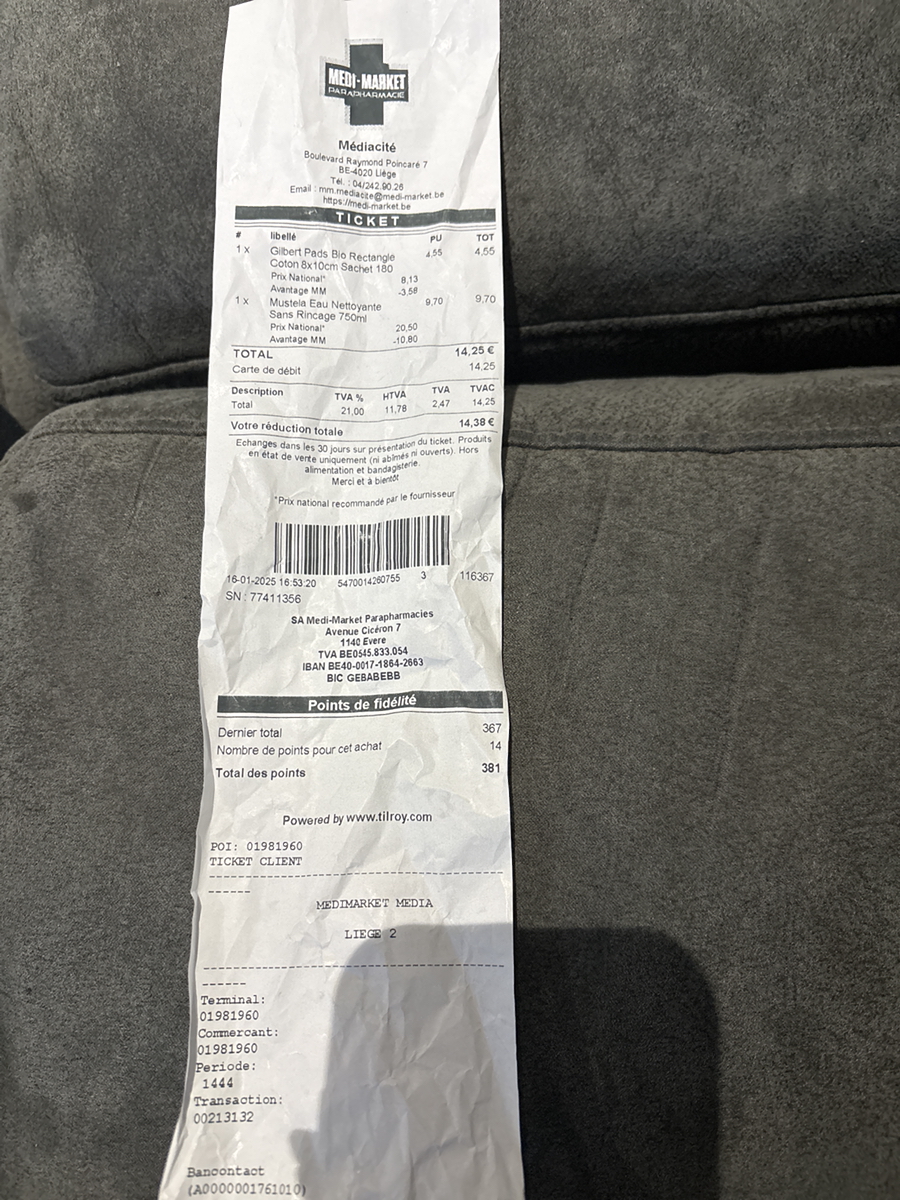 MEDI-MARKET
PARAPHARMACIE
Médiacité
Boulevard Raymond Poincaré 7
BE-4020 Liège
Tél. : 04/242.90.26
Email : mm.mediacite@medi-market.be
https://medi-market.be
TICKET
# libellé PU TOT
1 x Gilbert Pads Bio Rectangle 4,55 4,55
Coton 8x10cm Sachet 180
Prix National* 8,13
Avantage MM -3,58
1 x Mustela Eau Nettoyante 9,70 9,70
Sans Rincage 750ml
Prix National* 20,50
Avantage MM -10,80
TOTAL 14,25 €
Carte de débit 14,25
Description TVA % HTVA TVA TVAC
Total 21,00 11,78 2,47 14,25
Votre réduction totale 14,38 €
Echanges dans les 30 jours sur présentation du ticket. Produits
en état de vente uniquement (ni abîmés ni ouverts). Hors
alimentation et bandagisterie.
Merci et à bientôt
*Prix national recommandé par le fournisseur
16-01-2025 16:53:20 5470014260755 3 116367
SN : 77411356
SA Medi-Market Parapharmacies
Avenue Cicéron 7
1140 Evere
TVA BE0545.833.054
IBAN BE40-0017-1864-2663
BIC GEBABEBB
Points de fidélité
Dernier total 367
Nombre de points pour cet achat 14
Total des points 381
Powered by www.tilroy.com
POI: 01981960
TICKET CLIENT
------------------------------------
------
MEDIMARKET MEDIA
LIEGE 2
------------------------------------
------
Terminal:
01981960
Commercant:
01981960
Periode:
1444
Transaction:
00213132
Bancontact
(A0000001761010)